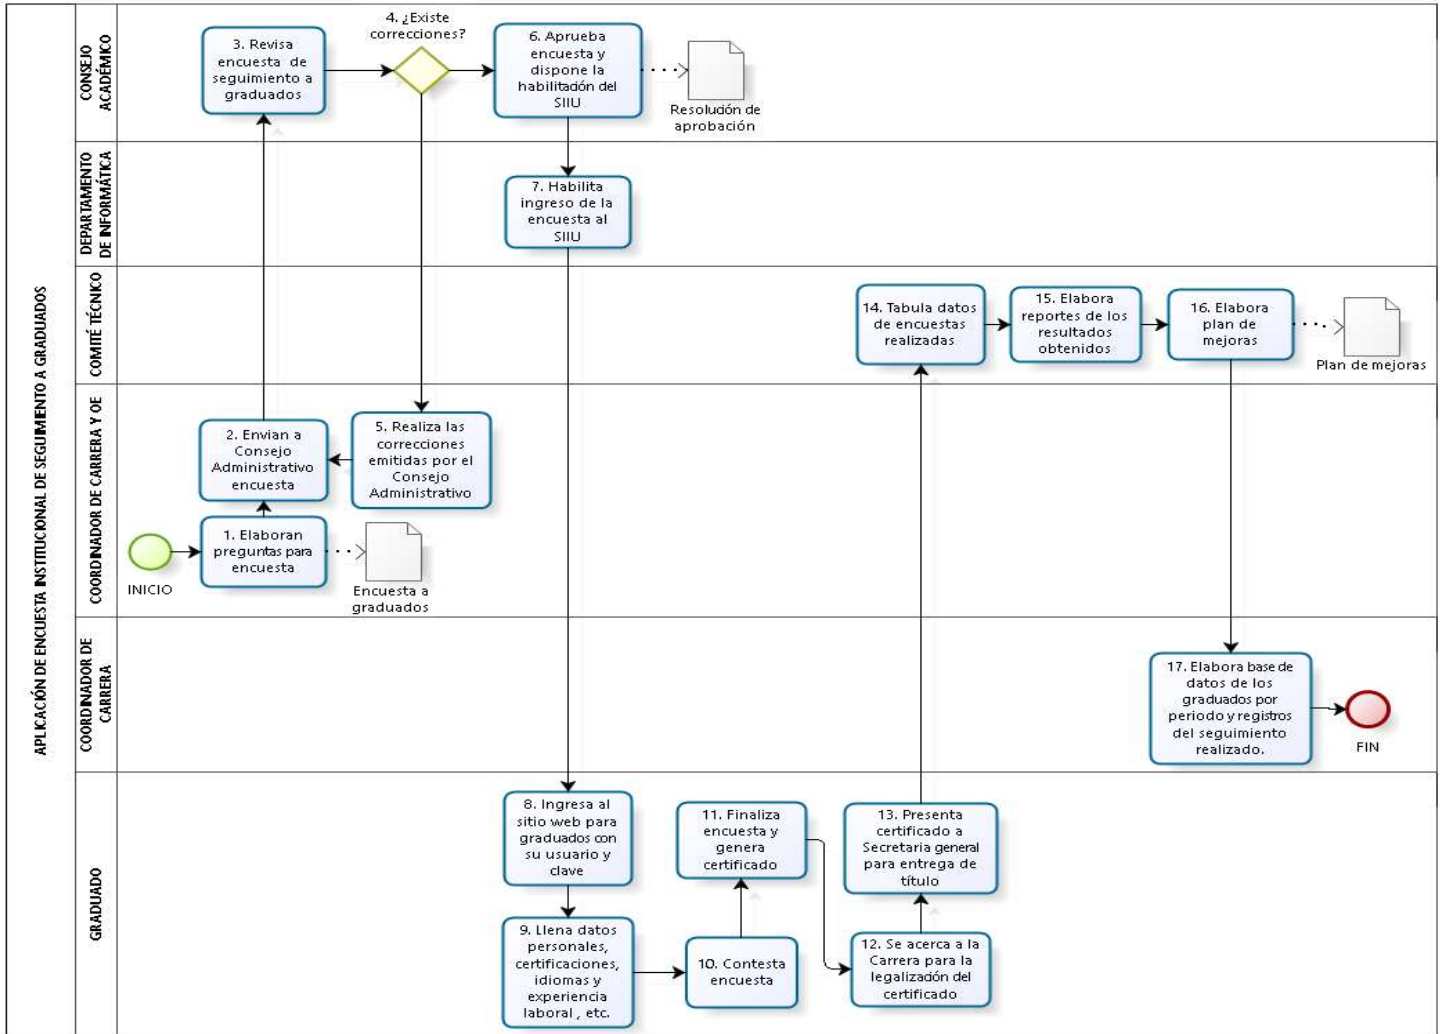 APLICACIÓN DE ENCUESTA INSTITUCIONAL DE SEGUIMIENTO A GRADUADOS
CONSEJO
ACADÉMICO
3. Revisa
encuesta de
seguimiento a
graduados
4. ¿Existe
correcciones?
6. Aprueba
encuesta y
dispone la
habilitación del
SIIU
Resolución de
aprobación
DEPARTAMENTO
DE INFORMÁTICA
7. Habilita
ingreso de la
encuesta al
SIIU
COMITÉ TÉCNICO
14. Tabula datos
de encuestas
realizadas
15. Elabora
reportes de los
resultados
obtenidos
16. Elabora
plan de
mejoras
Plan de mejoras
COORDINADOR DE CARRERA Y OE
2. Envian a
Consejo
Administrativo
encuesta
5. Realiza las
correcciones
emitidas por el
Consejo
Administrativo
INICIO
1. Elaboran
preguntas para
encuesta
Encuesta a
graduados
COORDINADOR DE
CARRERA
17. Elabora base de
datos de los
graduados por
periodo y registros
del seguimiento
realizado.
FIN
GRADUADO
8. Ingresa al
sitio web para
graduados con
su usuario y
clave
9. Llena datos
personales,
certificaciones,
idiomas y
experiencia
laboral , etc.
10. Contesta
encuesta
11. Finaliza
encuesta y
genera
certificado
12. Se acerca a la
Carrera para la
legalización del
certificado
13. Presenta
certificado a
Secretaria general
para entrega de
título